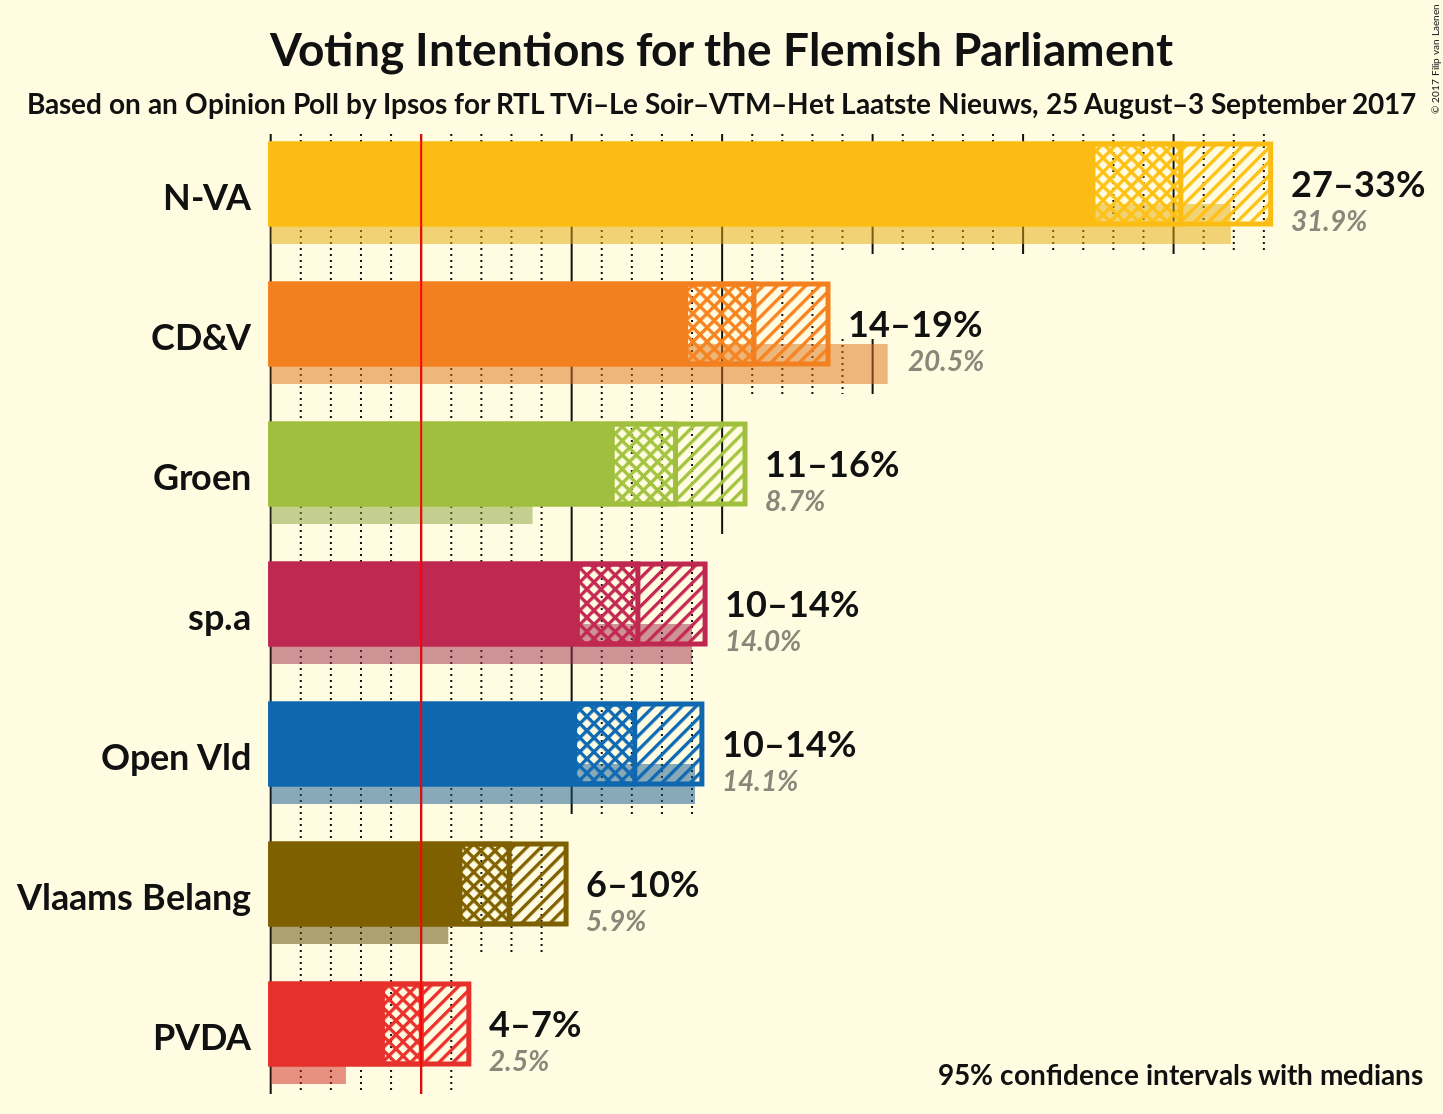 Voting Intentions for the Flemish Parliament
Based on an Opinion Poll by Ipsos for RTL TVi–Le Soir–VTM–Het Laatste Nieuws, 25 August–3 September 2017
© 2017 Filip van Laenen
N-VA
27–33%
31.9%
CD&V
14–19%
20.5%
Groen
11–16%
8.7%
sp.a
10–14%
14.0%
Open Vld
10–14%
14.1%
Vlaams Belang
6–10%
5.9%
PVDA
4–7%
2.5%
95% confidence intervals with medians